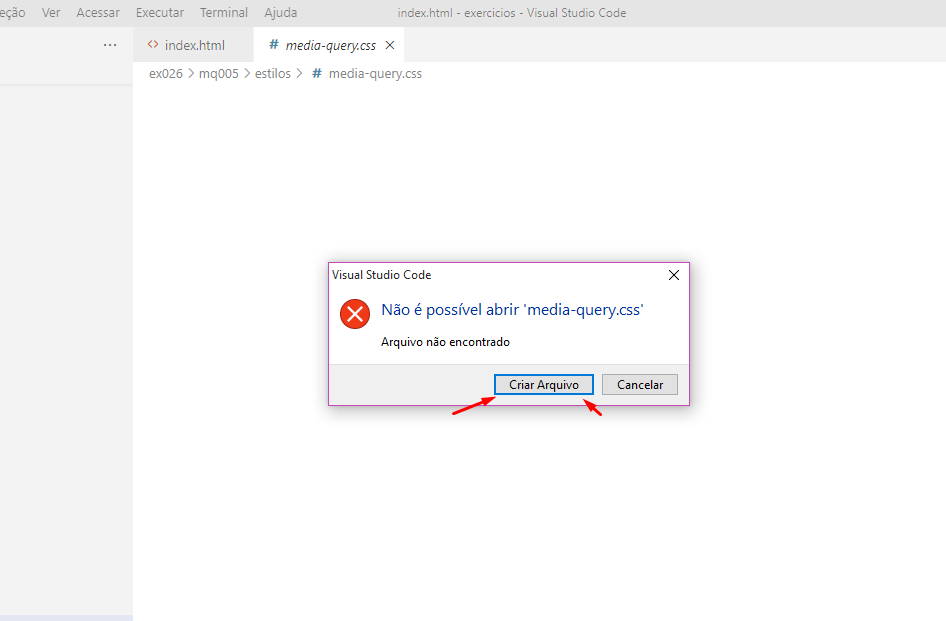 eção Ver Acessar Executar Terminal Ajuda index.html - exercicios - Visual Studio Code
... <> index.html # media-query.css
ex026 > mq005 > estilos > # media-query.css
Visual Studio Code
Não é possível abrir 'media-query.css'
Arquivo não encontrado
Criar Arquivo Cancelar